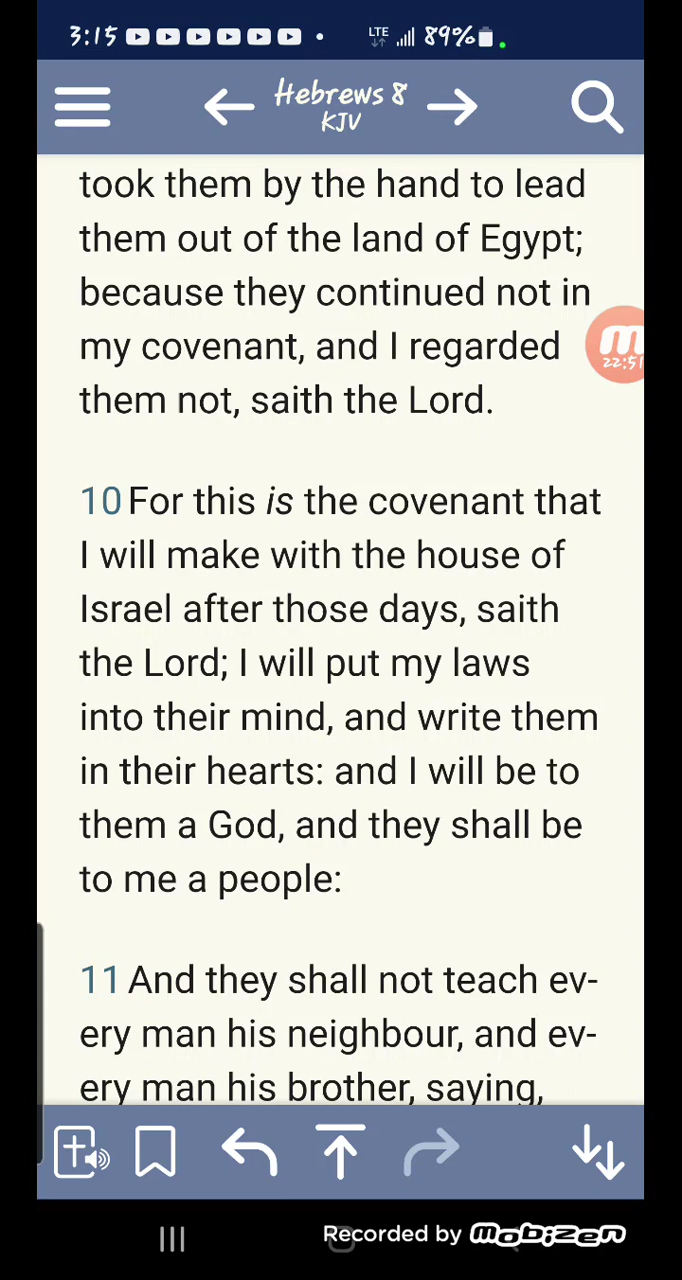 3:15 LTE 89%
Hebrews 8
KJV
took them by the hand to lead
them out of the land of Egypt;
because they continued not in
my covenant, and I regarded
them not, saith the Lord.
22:51
10 For this is the covenant that
I will make with the house of
Israel after those days, saith
the Lord; I will put my laws
into their mind, and write them
in their hearts: and I will be to
them a God, and they shall be
to me a people:
11 And they shall not teach ev-
ery man his neighbour, and ev-
ery man his brother, saying,
Recorded by mobizen